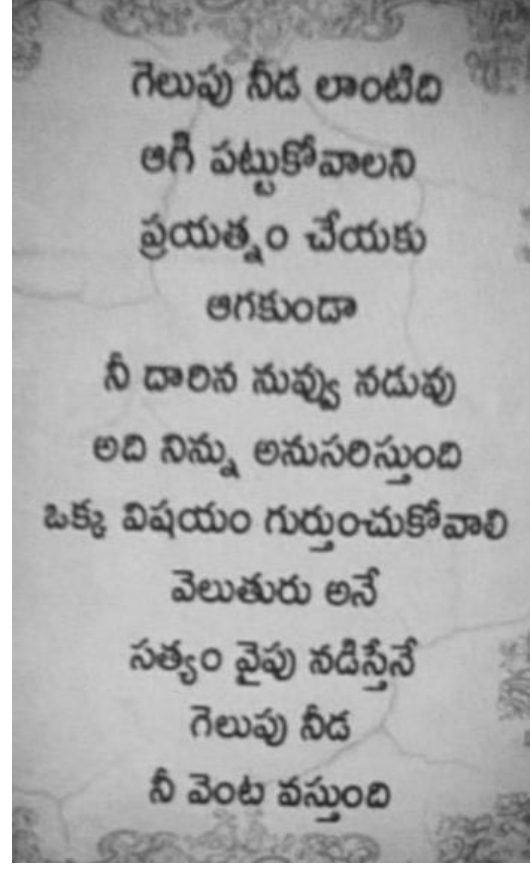 గెలుపు నీడ లాంటిది
ఆగి పట్టుకోవాలని
ప్రయత్నం చేయకు
ఆగకుండా
నీ దారిన నువ్వు నడువు
అది నిన్ను అనుసరిస్తుంది
ఒక్క విషయం గుర్తుంచుకోవాలి
వెలుతురు అనే
సత్యం వైపు నడిస్తేనే
గెలుపు నీడ
నీ వెంట వస్తుంది